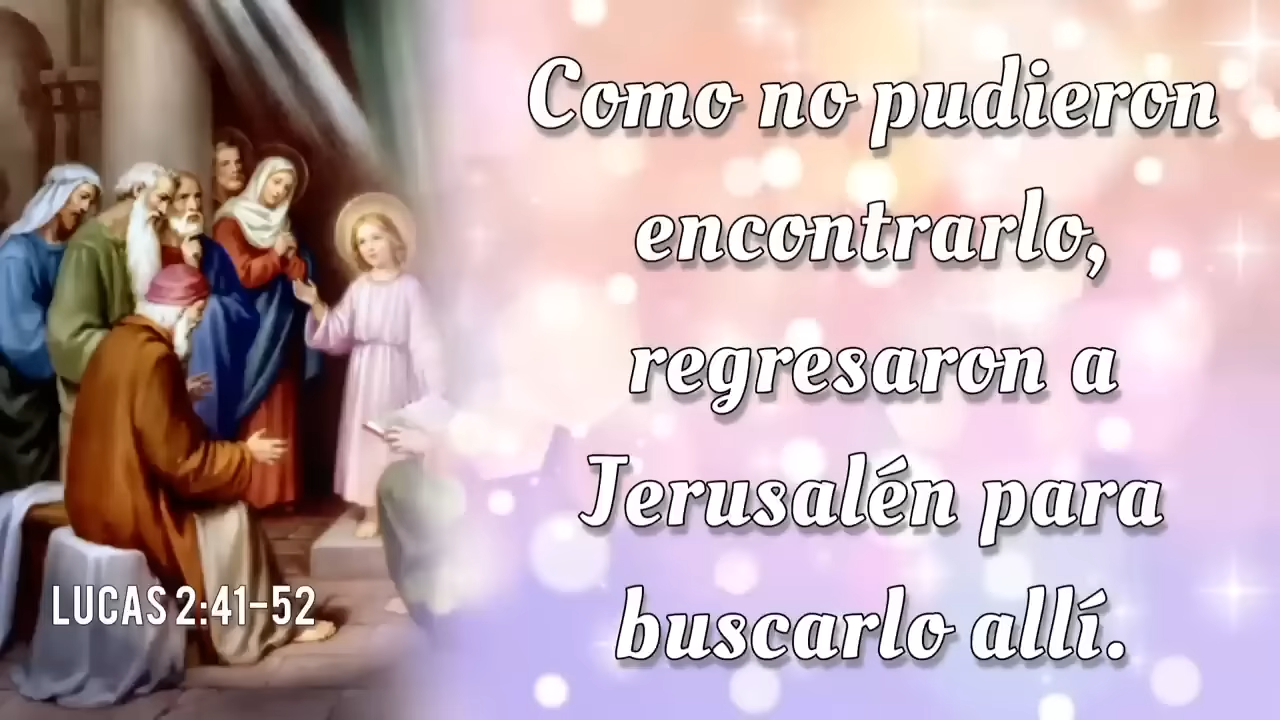 Como no pudieron
encontrarlo,
regresaron a
Jerusalén para
buscarlo allí.
LUCAS 2:41-52